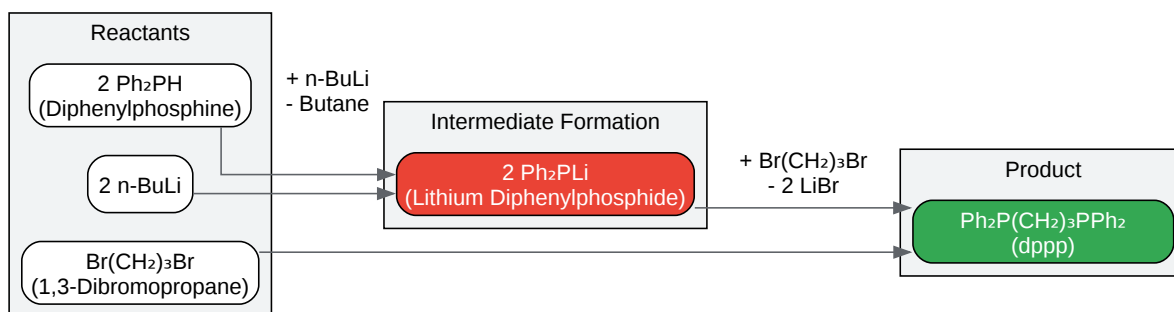 Reactants
2 Ph₂PH
(Diphenylphosphine)
2 n-BuLi
Br(CH₂)₃Br
(1,3-Dibromopropane)
+ n-BuLi
- Butane
Intermediate Formation
2 Ph₂PLi
(Lithium Diphenylphosphide)
+ Br(CH₂)₃Br
- 2 LiBr
Product
Ph₂P(CH₂)₃PPh₂
(dppp)